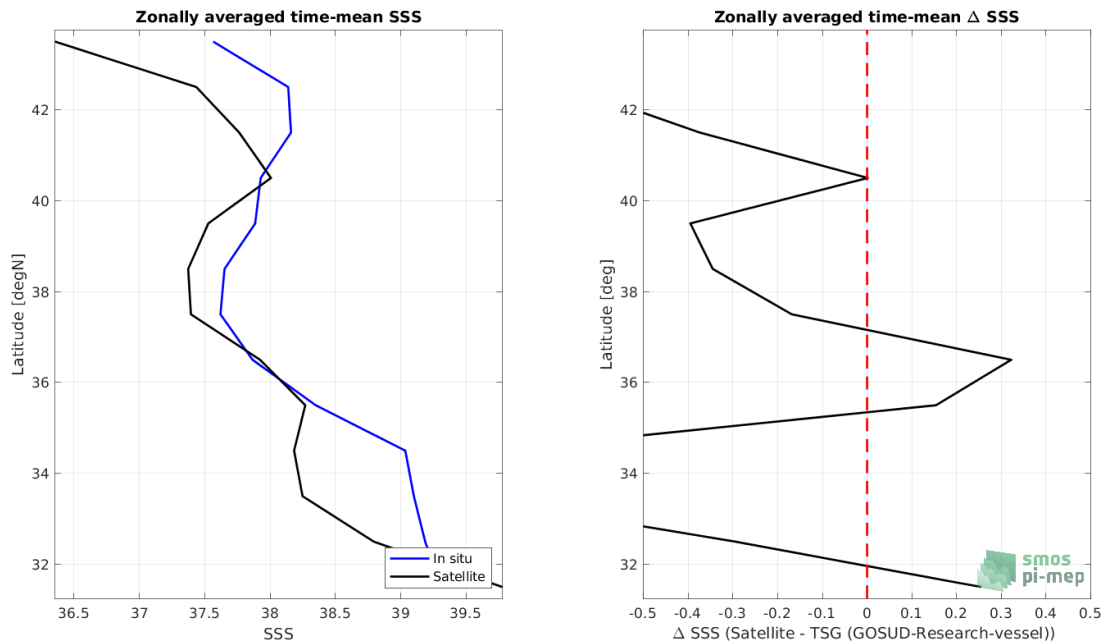 Zonally averaged time-mean SSS
Latitude [degN]
42
40
38
36
34
32
36.5 37 37.5 38 38.5 39 39.5
SSS
In situ
Satellite
Zonally averaged time-mean Δ SSS
Latitude [deg]
42
40
38
36
34
32
-0.5 -0.4 -0.3 -0.2 -0.1 0 0.1 0.2 0.3 0.4 0.5
Δ SSS (Satellite - TSG (GOSUD-Research-vessel))
smos
pi-mep